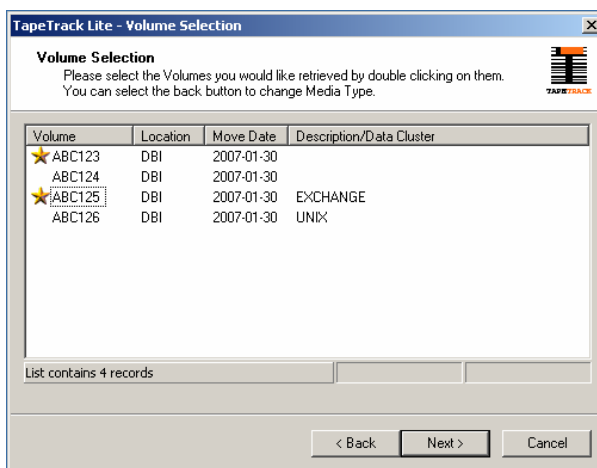 TapeTrack Lite - Volume Selection
Volume Selection
Please select the Volumes you would like retrieved by double clicking on them.
You can select the back button to change Media Type.
TAPETRACK
Volume Location Move Date Description/Data Cluster
ABC123 DBI 2007-01-30
ABC124 DBI 2007-01-30
ABC125 DBI 2007-01-30 EXCHANGE
ABC126 DBI 2007-01-30 UNIX
List contains 4 records
< Back Next > Cancel